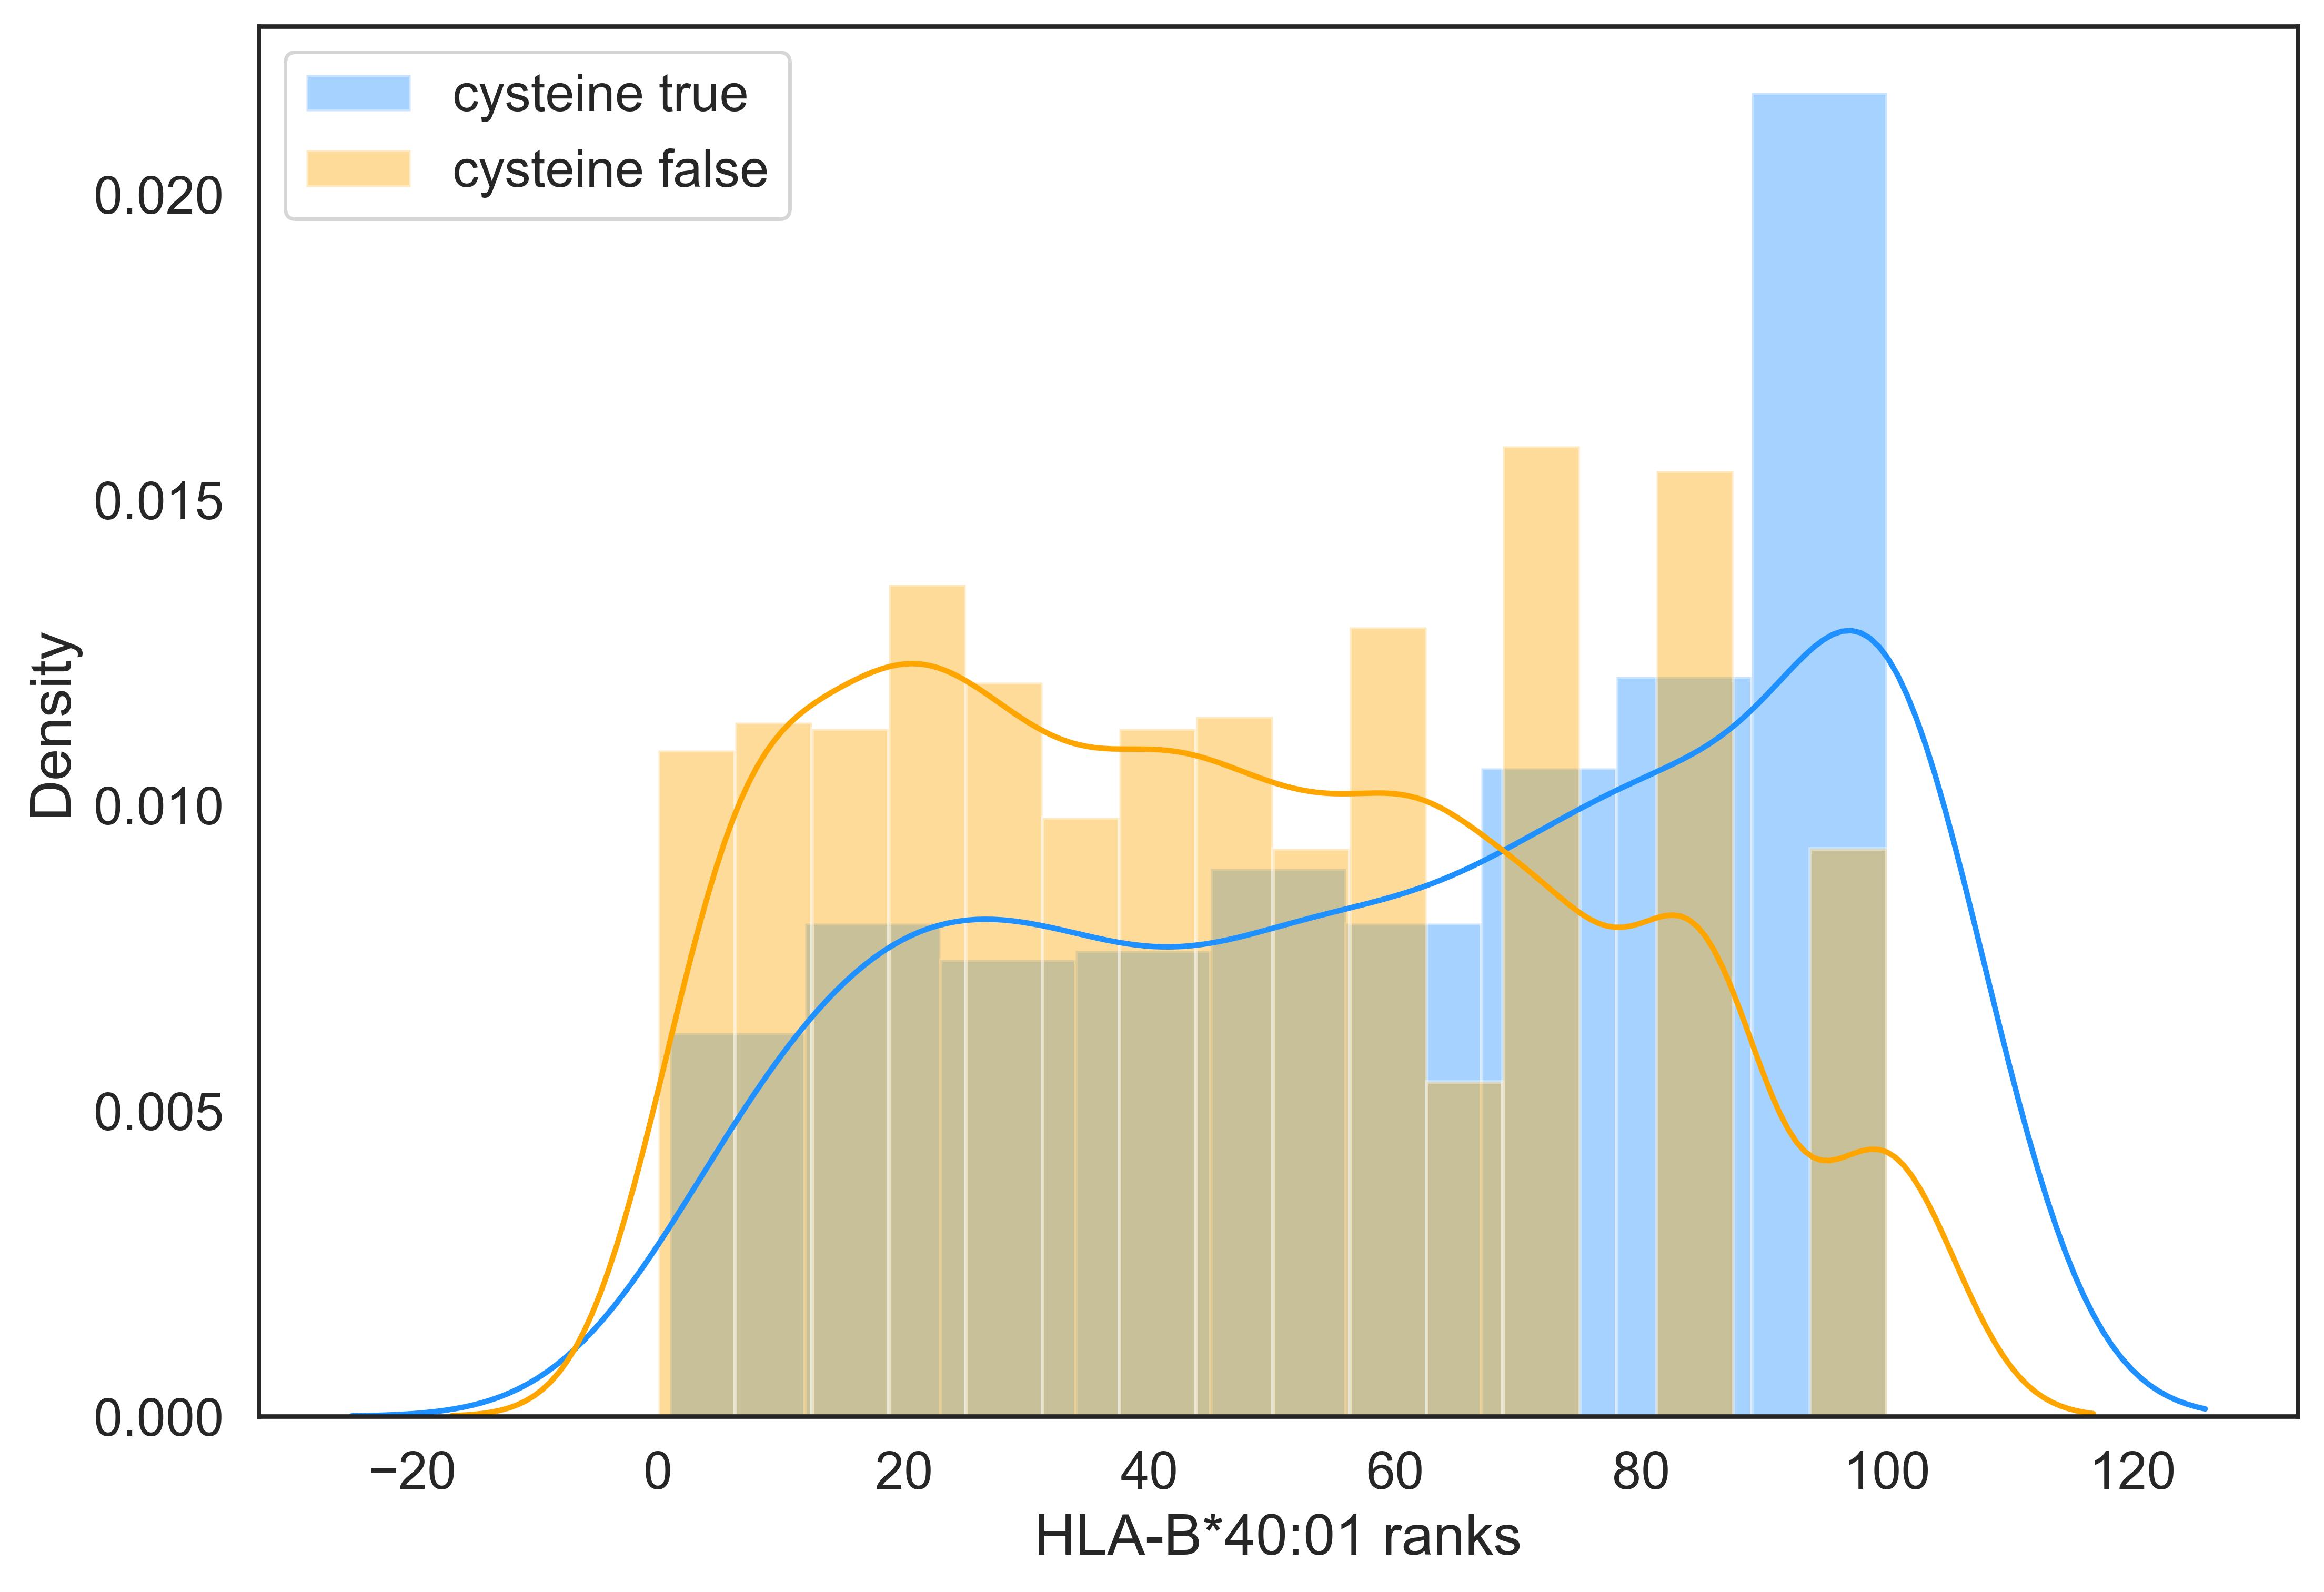 cysteine true
cysteine false
Density
0.020
0.015
0.010
0.005
0.000
−20 0 20 40 60 80 100 120
HLA-B*40:01 ranks